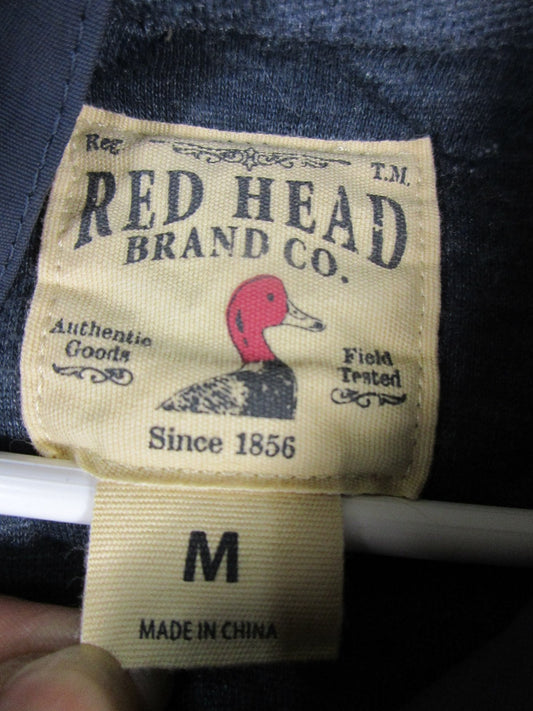 Reg. T.M.
RED HEAD
BRAND CO.
Authentic Goods
Field Tested
Since 1856
M
MADE IN CHINA